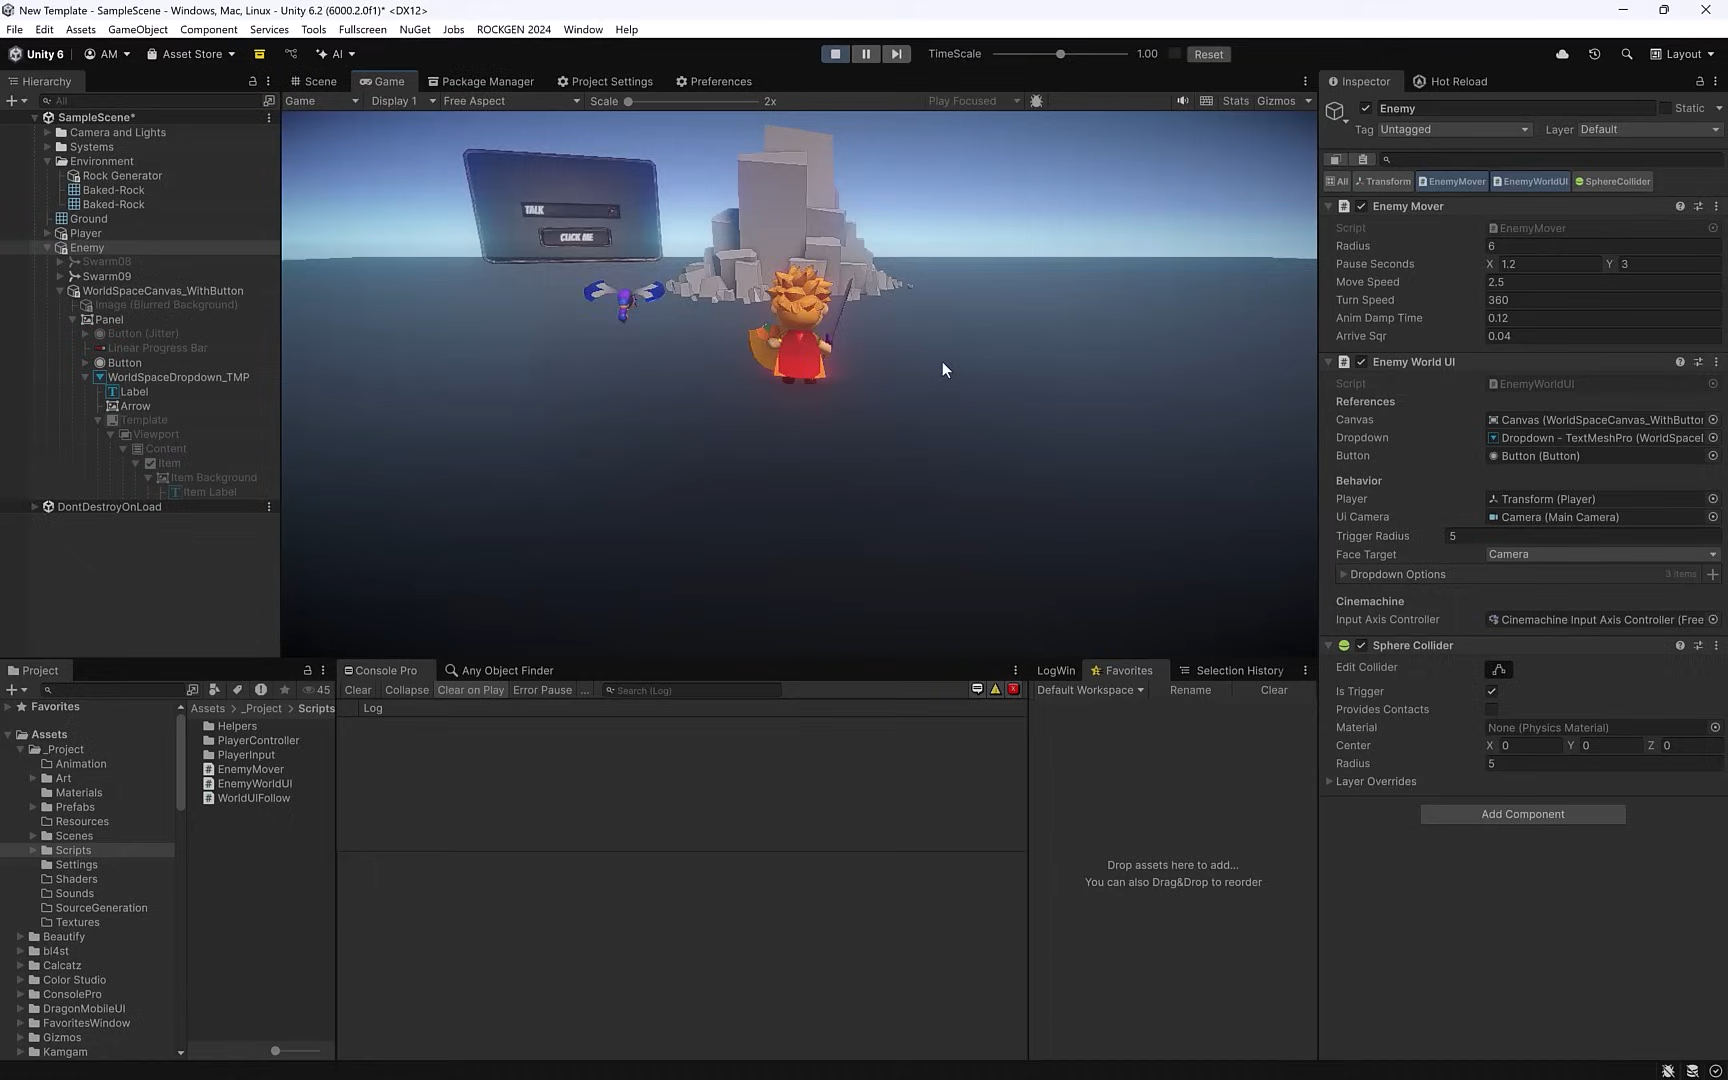 New Template - SampleScene - Windows, Mac, Linux - Unity 6.2 (6000.2.0f1)* <DX12>
File Edit Assets GameObject Component Services Tools Fullscreen NuGet Jobs ROCKGEN 2024 Window Help
Unity 6 AM Asset Store AI TimeScale 1.00 Reset Layout
Hierarchy
Scene Game Package Manager Project Settings Preferences
Inspector Hot Reload
All
Game Display 1 Free Aspect Scale 2x Play Focused Stats Gizmos
SampleScene*
Camera and Lights
Systems
Environment
Rock Generator
Baked-Rock
Baked-Rock
Ground
Player
Enemy
Swarm08
Swarm09
WorldSpaceCanvas_WithButton
Image (Blurred Background)
Panel
Button (Jitter)
Linear Progress Bar
Button
WorldSpaceDropdown_TMP
Label
Arrow
Template
Viewport
Content
Item
Item Background
Item Label
DontDestroyOnLoad
TALK
CLICK ME
Enemy Static
Tag Untagged Layer Default
All Transform EnemyMover EnemyWorldUI SphereCollider
Enemy Mover
Script EnemyMover
Radius 6
Pause Seconds X 1.2 Y 3
Move Speed 2.5
Turn Speed 360
Anim Damp Time 0.12
Arrive Sqr 0.04
Enemy World UI
Script EnemyWorldUI
References
Canvas Canvas (WorldSpaceCanvas_WithButtor
Dropdown Dropdown - TextMeshPro (WorldSpace
Button Button (Button)
Behavior
Player Transform (Player)
Ui Camera Camera (Main Camera)
Trigger Radius 5
Face Target Camera
Dropdown Options 3 items
Cinemachine
Input Axis Controller Cinemachine Input Axis Controller (Free
Sphere Collider
Edit Collider
Is Trigger
Provides Contacts
Material None (Physics Material)
Center X 0 Y 0 Z 0
Radius 5
Layer Overrides
Add Component
Project
45
Favorites
Assets
_Project
Animation
Art
Materials
Prefabs
Resources
Scenes
Scripts
Settings
Shaders
Sounds
SourceGeneration
Textures
Beautify
bl4st
Calcatz
Color Studio
ConsolePro
DragonMobileUI
FavoritesWindow
Gizmos
Kamgam
Assets > _Project > Scripts
Helpers
PlayerController
PlayerInput
EnemyMover
EnemyWorldUI
WorldUIFollow
Console Pro Any Object Finder
Clear Collapse Clear on Play Error Pause ... Search (Log)
Log
LogWin Favorites Selection History
Default Workspace Rename Clear
Drop assets here to add...
You can also Drag&Drop to reorder